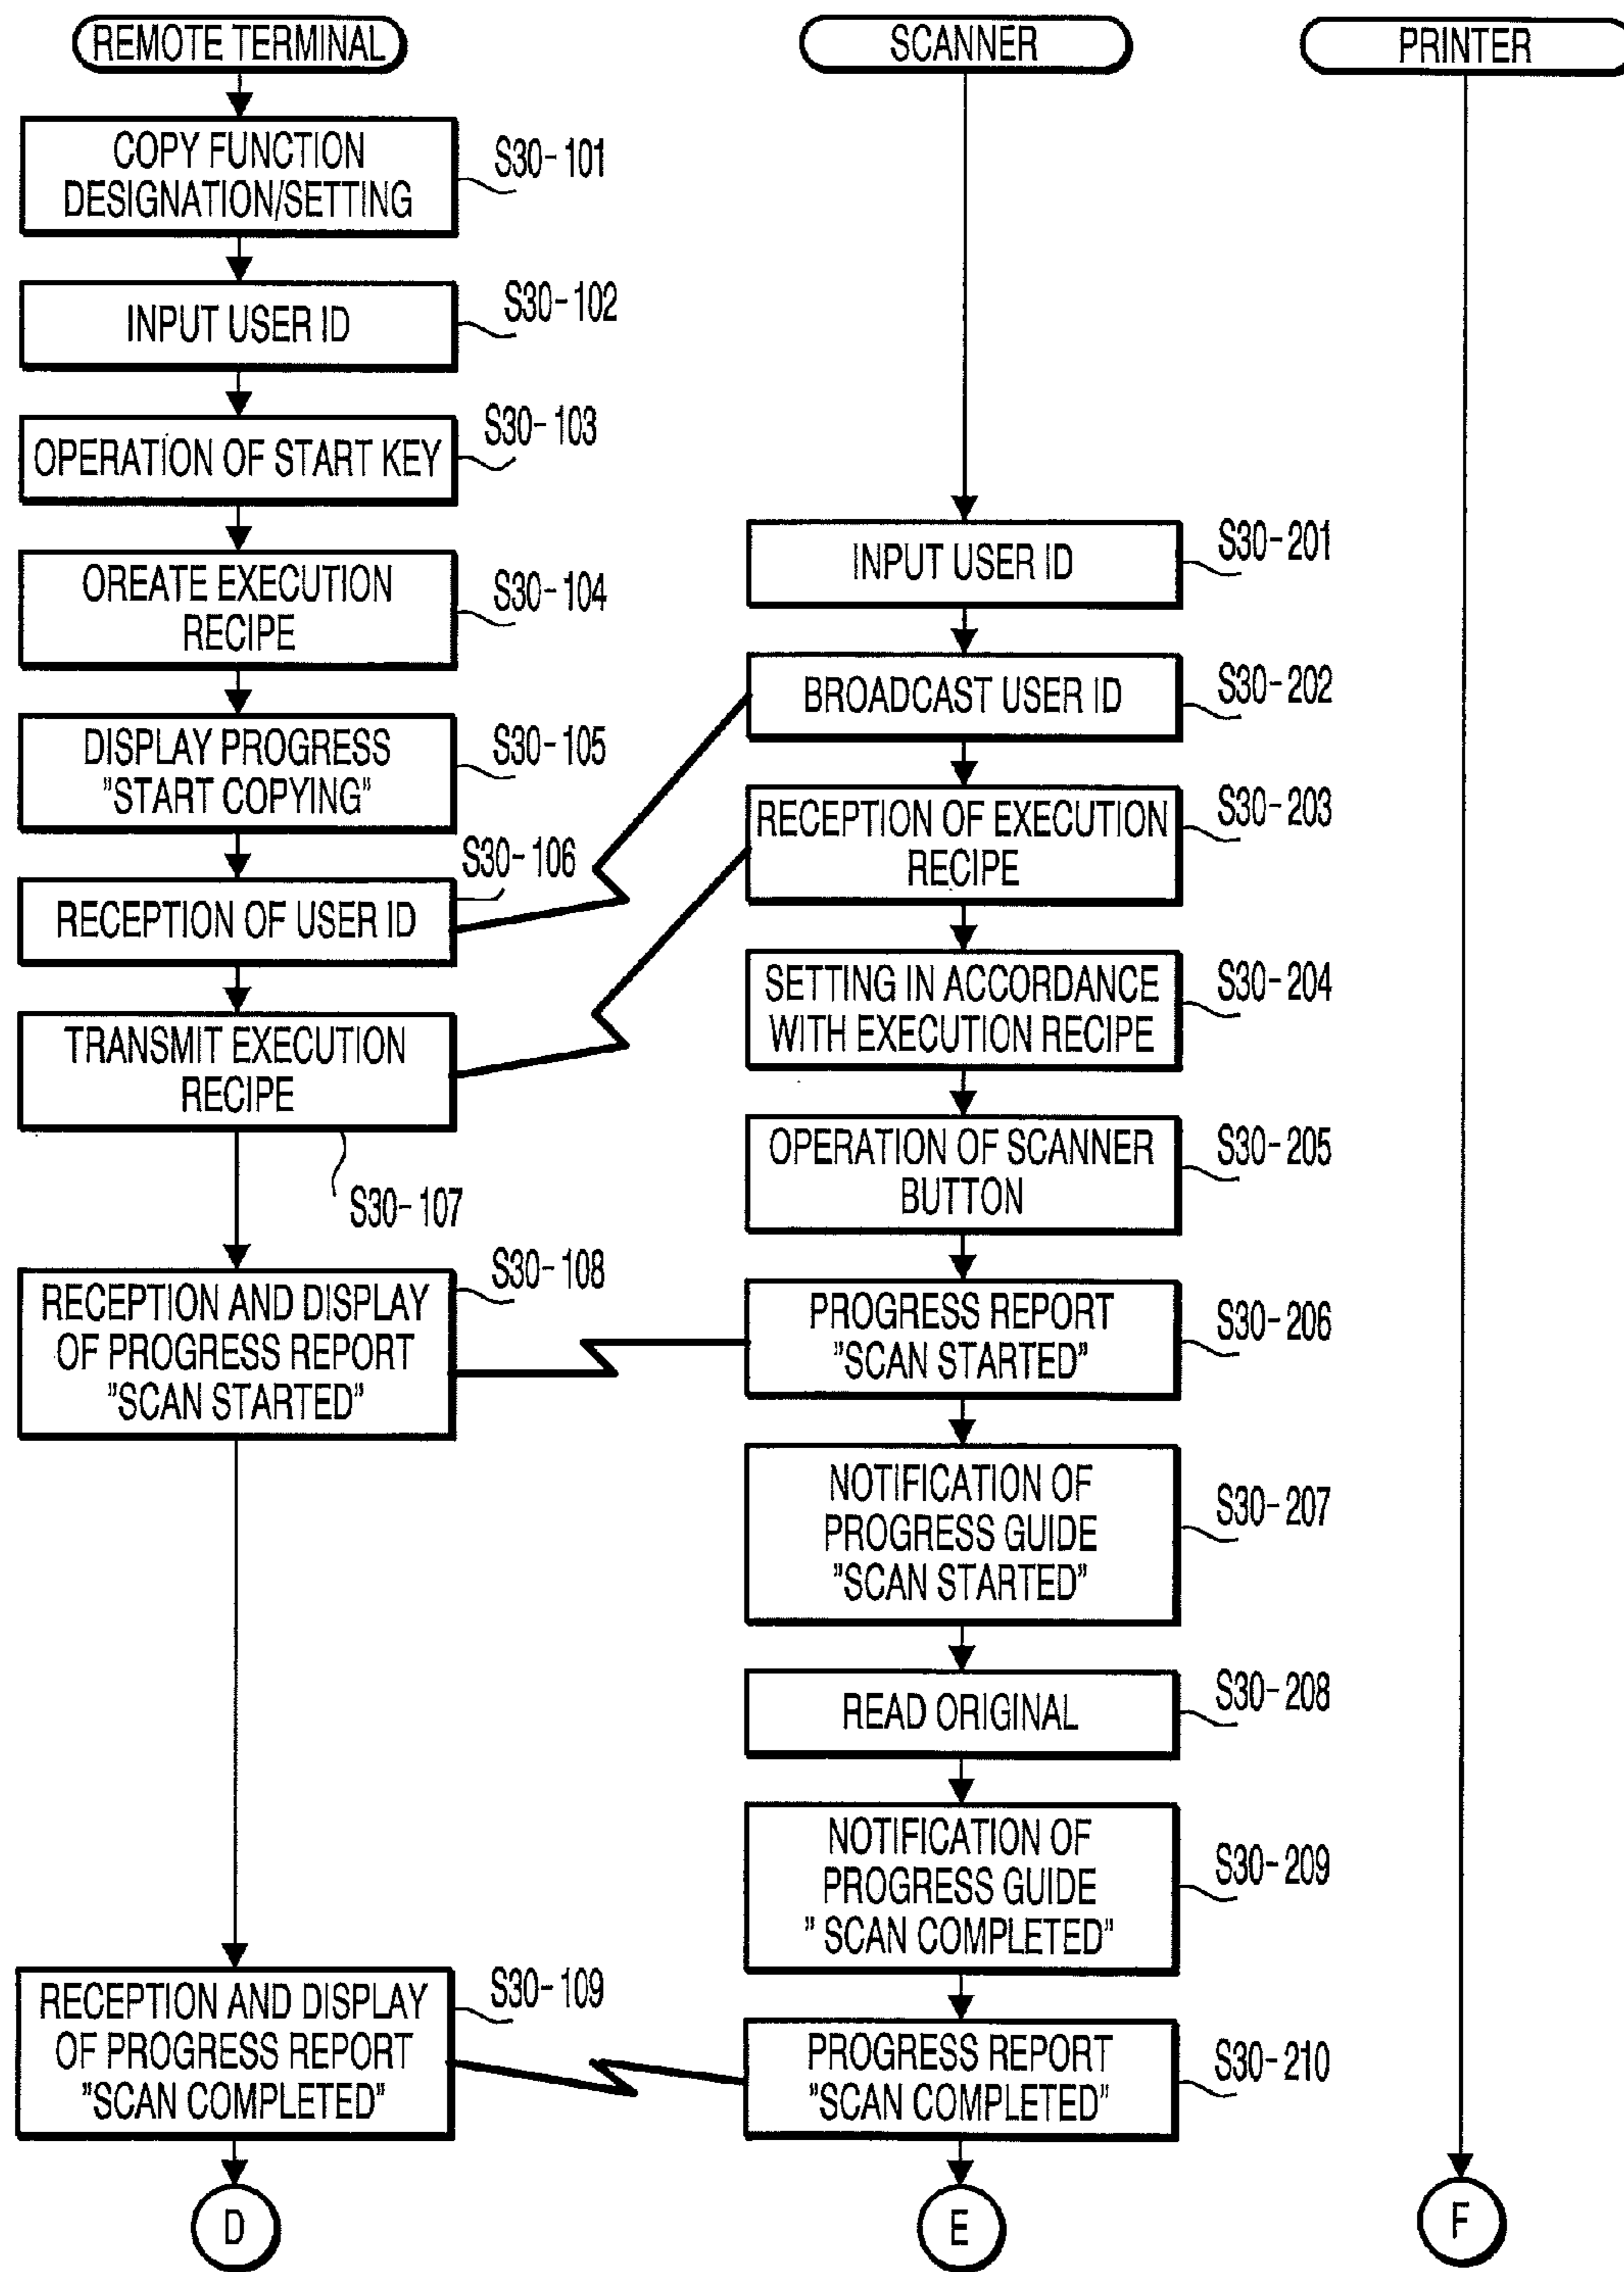 REMOTE TERMINAL
COPY FUNCTION
DESIGNATION/SETTING
S30-101
INPUT USER ID
S30-102
OPERATION OF START KEY
S30-103
OREATE EXECUTION
RECIPE
S30-104
DISPLAY PROGRESS
"START COPYING"
S30-105
RECEPTION OF USER ID
S30-106
TRANSMIT EXECUTION
RECIPE
S30-107
RECEPTION AND DISPLAY
OF PROGRESS REPORT
"SCAN STARTED"
S30-108
RECEPTION AND DISPLAY
OF PROGRESS REPORT
"SCAN COMPLETED"
S30-109
D
SCANNER
INPUT USER ID
S30-201
BROADCAST USER ID
S30-202
RECEPTION OF EXECUTION
RECIPE
S30-203
SETTING IN ACCORDANCE
WITH EXECUTION RECIPE
S30-204
OPERATION OF SCANNER
BUTTON
S30-205
PROGRESS REPORT
"SCAN STARTED"
S30-206
NOTIFICATION OF
PROGRESS GUIDE
"SCAN STARTED"
S30-207
READ ORIGINAL
S30-208
NOTIFICATION OF
PROGRESS GUIDE
" SCAN COMPLETED"
S30-209
PROGRESS REPORT
"SCAN COMPLETED"
S30-210
E
PRINTER
F